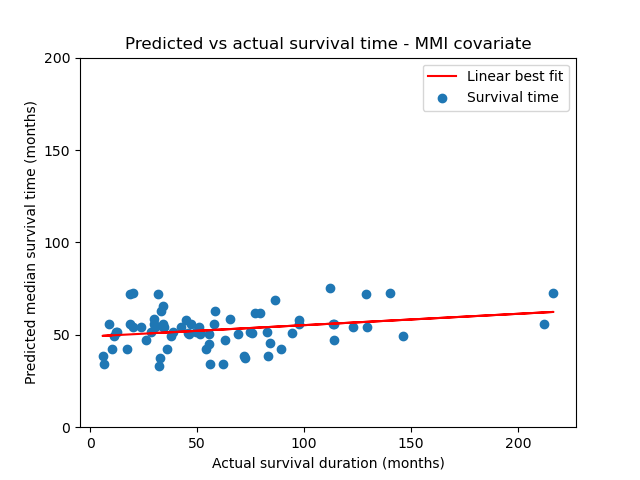 Predicted vs actual survival time - MMI covariate
Linear best fit
Survival time
200
150
100
50
0
Predicted median survival time (months)
0 50 100 150 200
Actual survival duration (months)